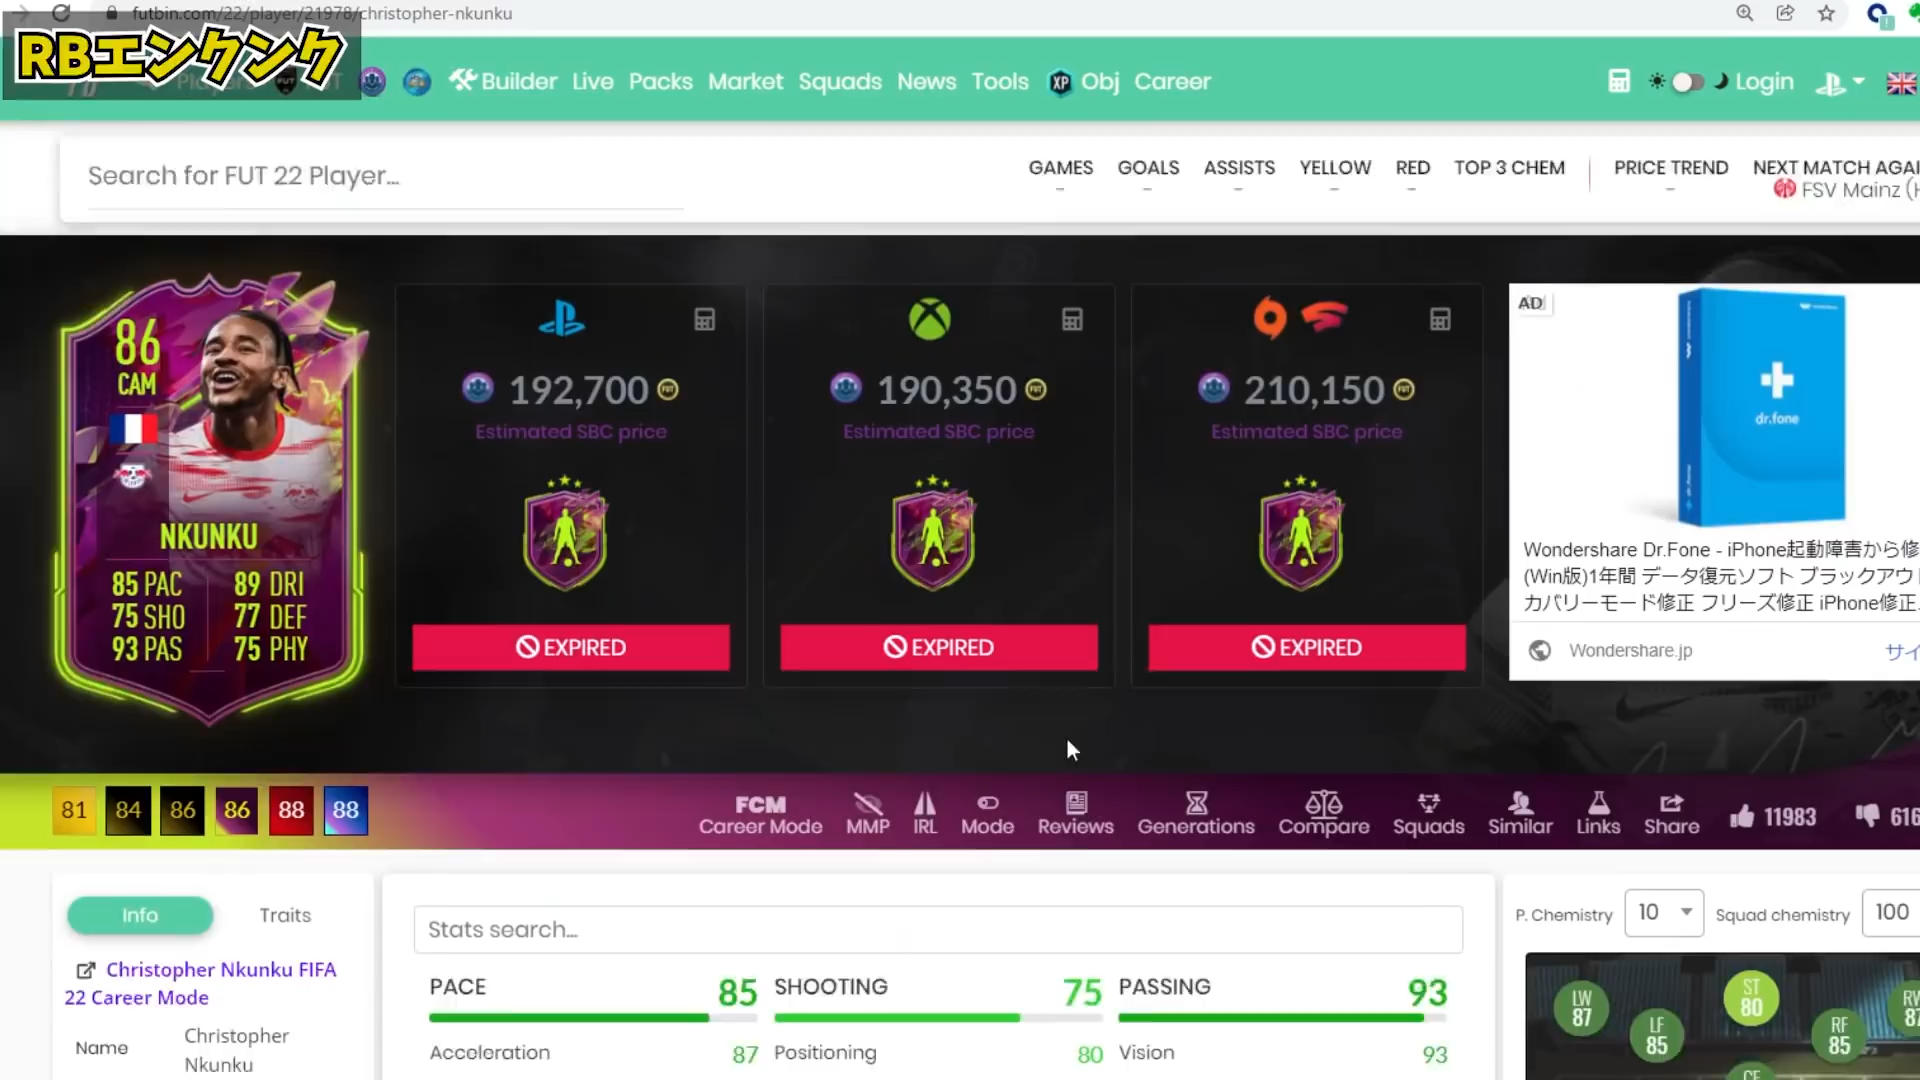 futbin.com/22/player/21978/christopher-nkunku
RBエンクンク
Builder Live Packs Market Squads News Tools XP Obj Career Login
Search for FUT 22 Player...
GAMES GOALS ASSISTS YELLOW RED TOP 3 CHEM PRICE TREND NEXT MATCH AGAI
- - - - - - FSV Mainz (H
86
CAM
NKUNKU
85 PAC 89 DRI
75 SHO 77 DEF
93 PAS 75 PHY
192,700
Estimated SBC price
EXPIRED
190,350
Estimated SBC price
EXPIRED
210,150
Estimated SBC price
EXPIRED
AD
dr.fone
Wondershare Dr.Fone - iPhone起動障害から修
(Win版)1年間 データ復元ソフト ブラックアウ
カバリーモード修正 フリーズ修正 iPhone修正
Wondershare.jp サイ
81 84 86 86 88 88
FCM
Career Mode MMP IRL Mode Reviews Generations Compare Squads Similar Links Share 11983 616
Info Traits
Christopher Nkunku FIFA
22 Career Mode
Name Christopher
Nkunku
Stats search...
PACE 85 SHOOTING 75 PASSING 93
Acceleration 87 Positioning 80 Vision 93
P. Chemistry 10 Squad chemistry 100
LW
87
ST
80
RW
87
LF
85
RF
85
CF